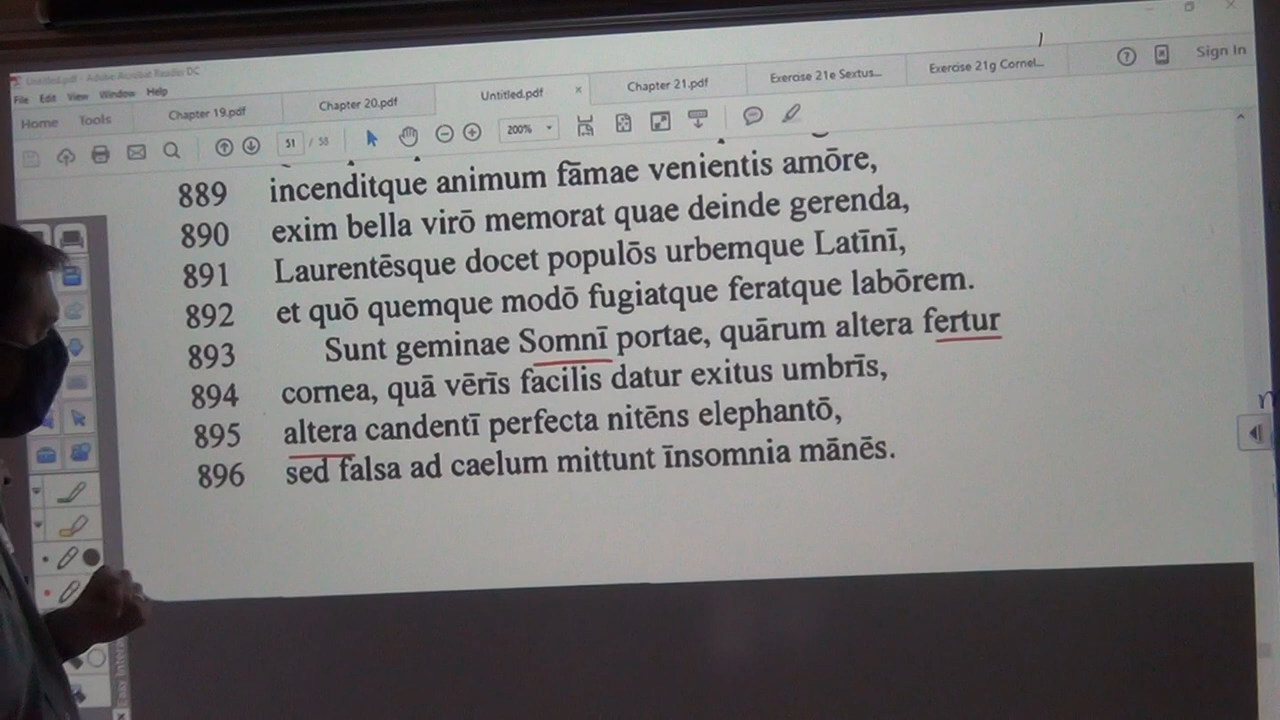 Untitled.pdf - Adobe Acrobat Reader DC
File Edit View Window Help
Home Tools Chapter 19.pdf Chapter 20.pdf Untitled.pdf × Chapter 21.pdf Exercise 21e Sextus... Exercise 21g Cornel... Sign In
51 / 58 200%
889 incenditque animum fāmae venientis amōre,
890 exim bella virō memorat quae deinde gerenda,
891 Laurentēsque docet populōs urbemque Latīnī,
892 et quō quemque modō fugiatque feratque labōrem.
893 Sunt geminae Somnī portae, quārum altera fertur
894 cornea, quā vērīs facilis datur exitus umbrīs,
895 altera candentī perfecta nitēns elephantō,
896 sed falsa ad caelum mittunt īnsomnia mānēs.